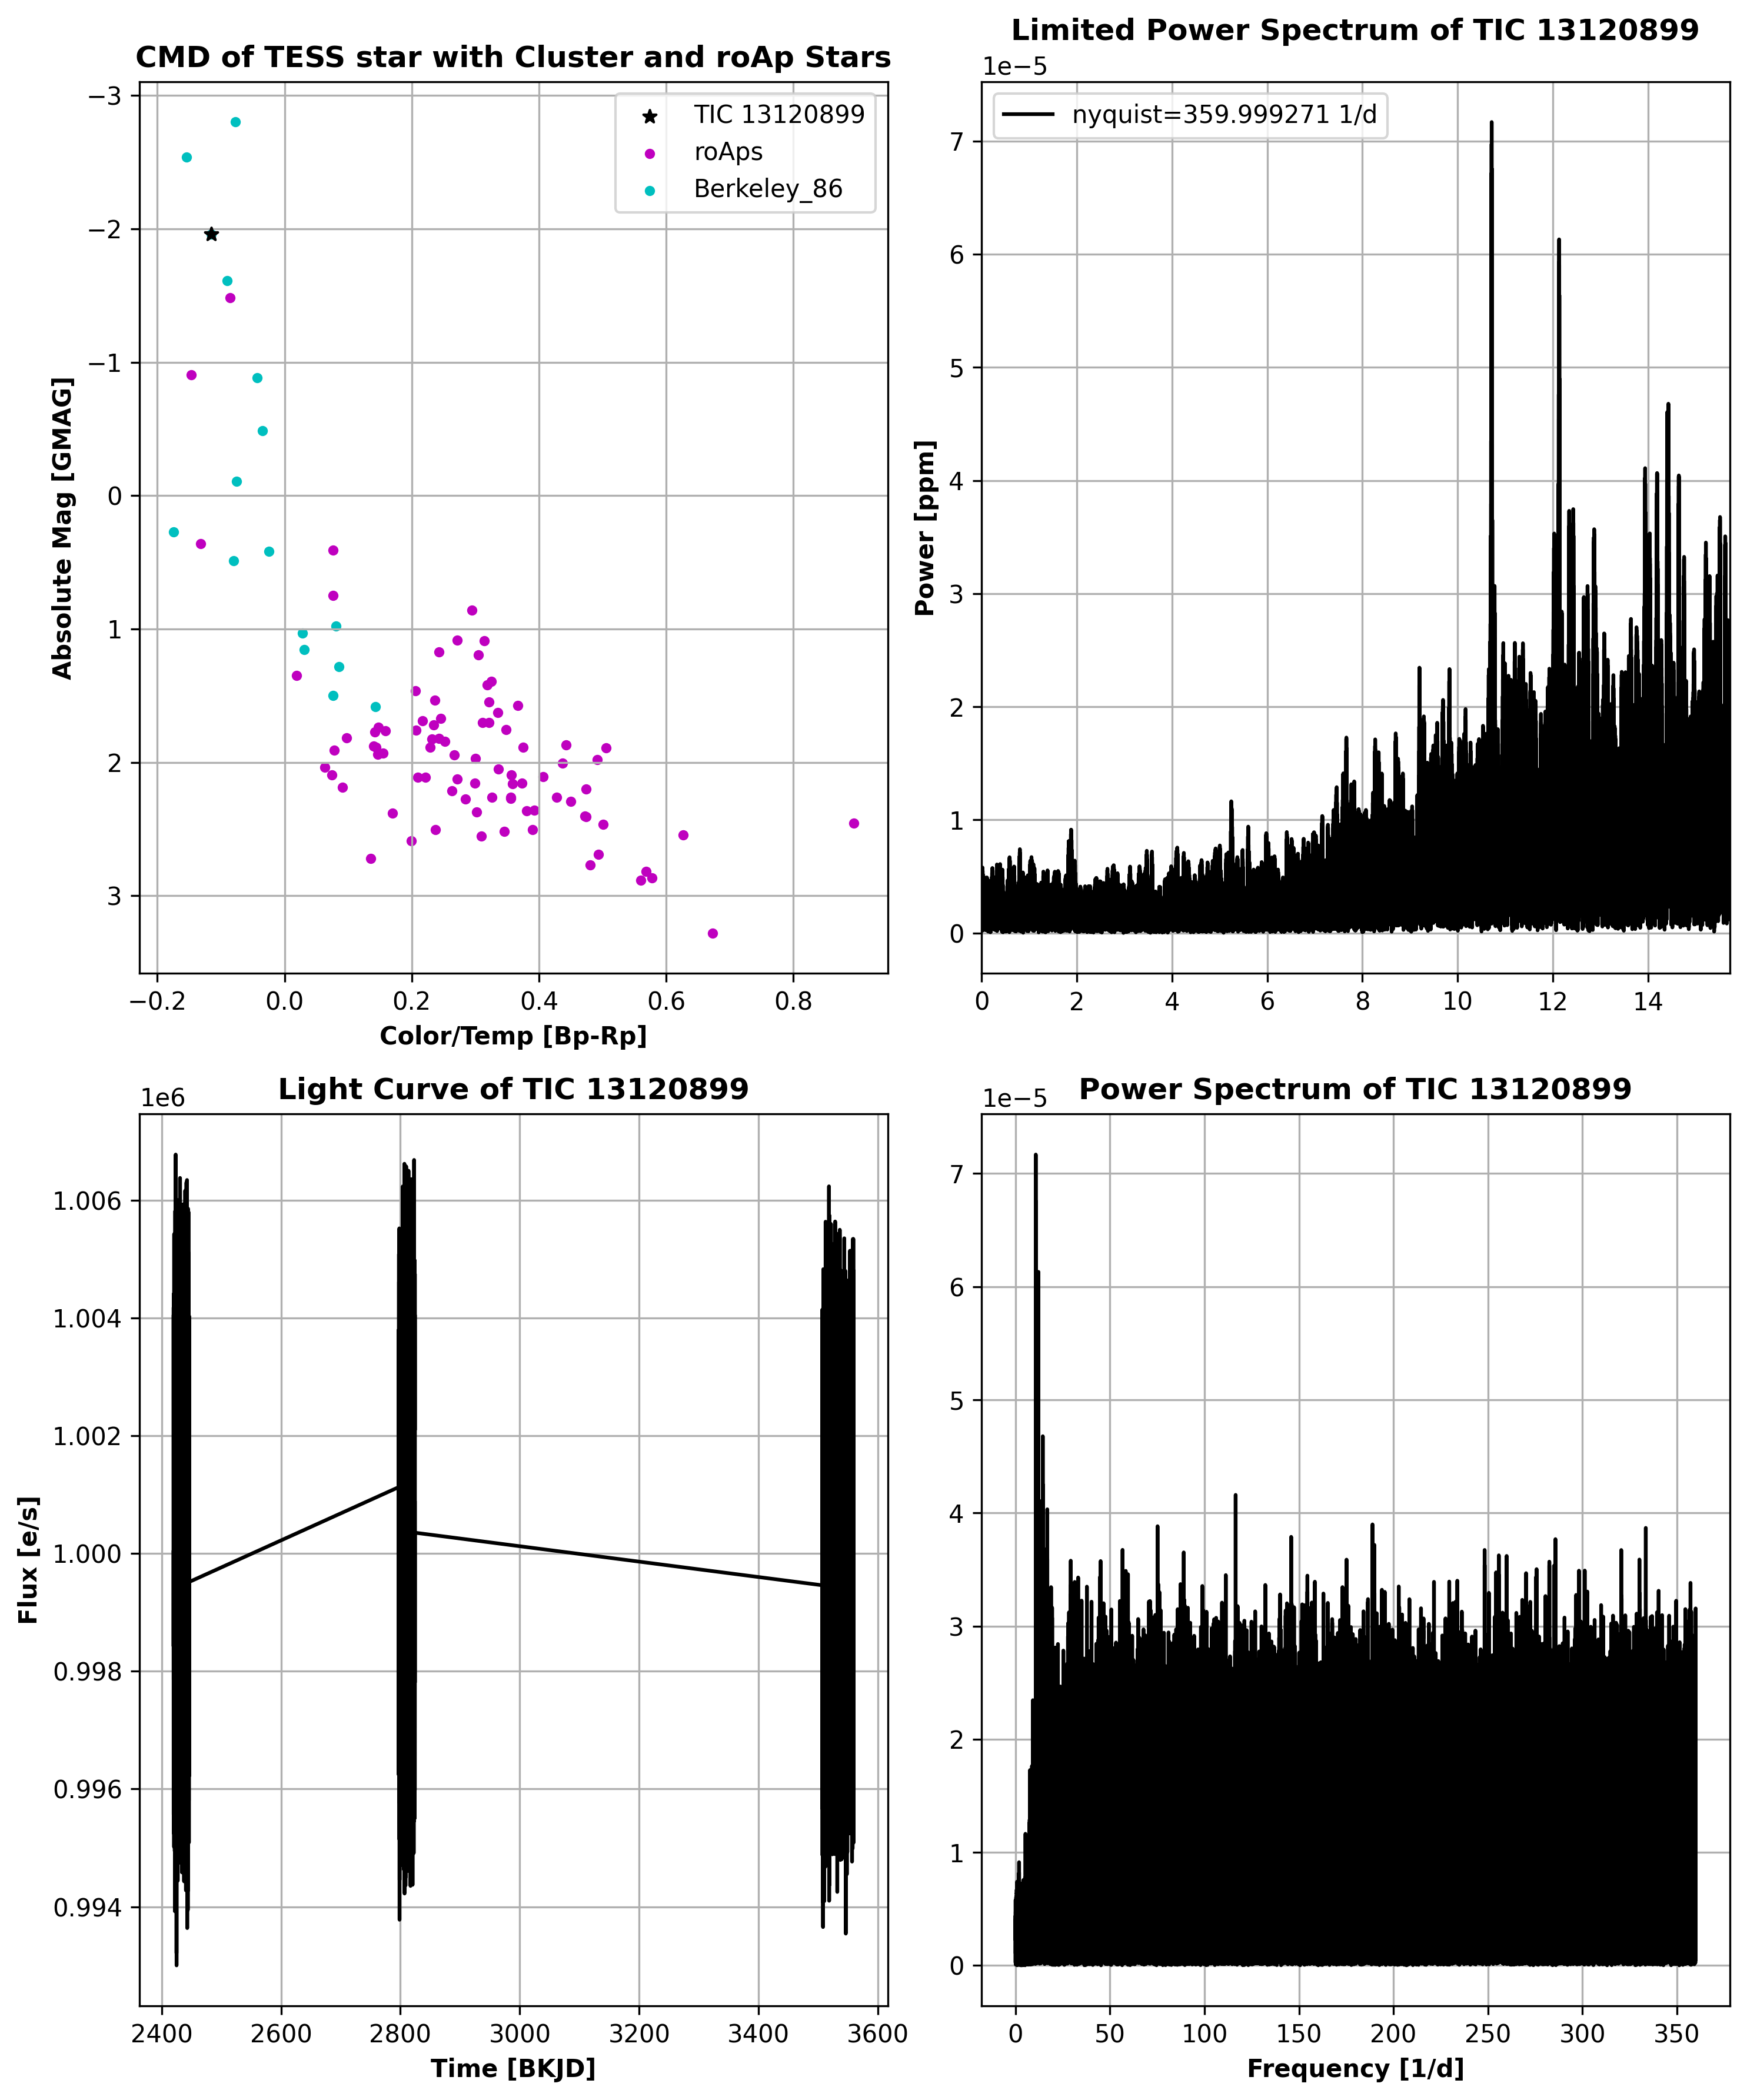 CMD of TESS star with Cluster and roAp Stars
TIC 13120899
roAps
Berkeley_86
−3
−2
−1
0
1
2
3
Absolute Mag [GMAG]
−0.2 0.0 0.2 0.4 0.6 0.8
Color/Temp [Bp-Rp]
Limited Power Spectrum of TIC 13120899
1e−5
nyquist=359.999271 1/d
7
6
5
4
3
2
1
0
Power [ppm]
0 2 4 6 8 10 12 14
Light Curve of TIC 13120899
1e6
1.006
1.004
1.002
1.000
0.998
0.996
0.994
Flux [e/s]
2400 2600 2800 3000 3200 3400 3600
Time [BKJD]
Power Spectrum of TIC 13120899
1e−5
7
6
5
4
3
2
1
0
0 50 100 150 200 250 300 350
Frequency [1/d]